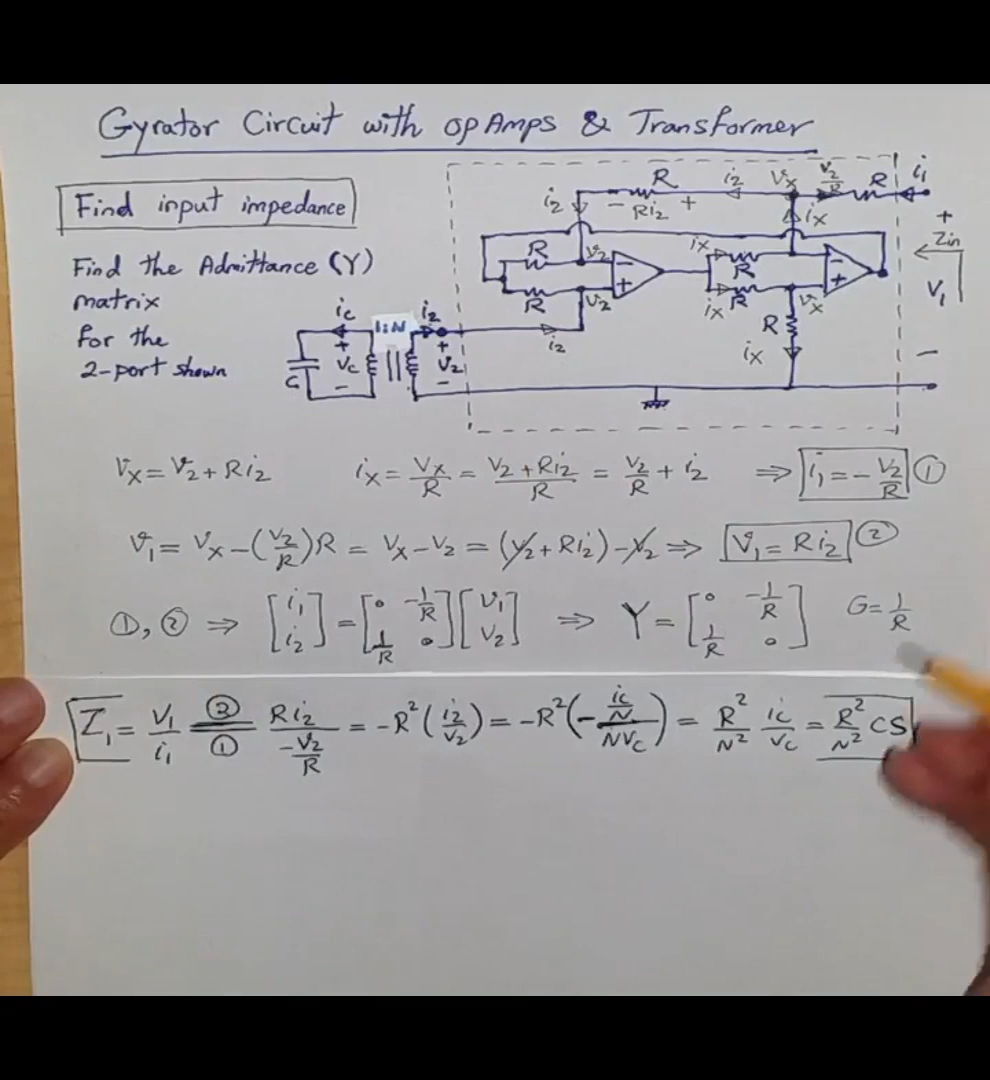 Gyrator Circuit with OpAmps & Transformer
Find input impedance
Find the Admittance (Y)
matrix
for the
2-port shown
i₂ R i₂ Vx V₂/R R i₁
- Ri₂ + ix
+
Zin
V₁
-
R V₂ - ix R -
R V₂ + ix R Vx +
ic 1:N i₂
i₂
R
ix
C + Vc - + V₂ -
Vx = V₂ + Ri₂ ix = Vx/R = (V₂ + Ri₂)/R = V₂/R + i₂ ⇒ i₁ = - V₂/R ①
V₁ = Vx - (V₂/R)R = Vx - V₂ = (V₂ + Ri₂) - V₂ ⇒ V₁ = Ri₂ ②
①, ② ⇒ [i₁ i₂] = [0 -1/R 1/R 0] [V₁ V₂] ⇒ Y = [0 -1/R 1/R 0] G = 1/R
Z₁ = V₁/i₁ = ②/① Ri₂/(-V₂/R) = -R² (i₂/V₂) = -R² (- (ic/N)/(NVc)) = R²/N² ic/Vc = R²/N² CS